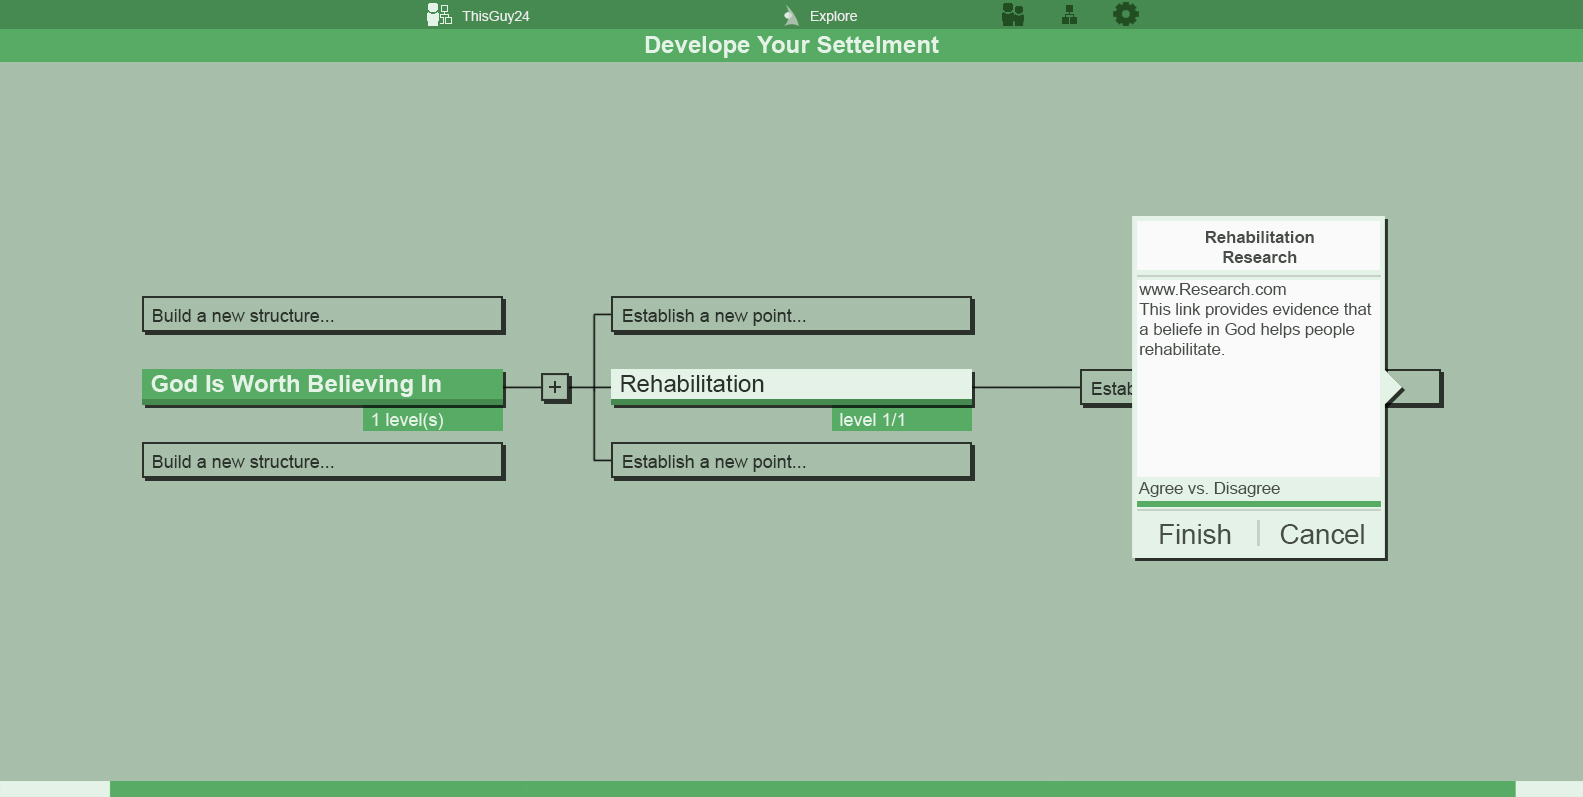 ThisGuy24
Explore
Develope Your Settelment
Build a new structure...
God Is Worth Believing In
1 level(s)
Build a new structure...
+
Establish a new point...
Rehabilitation
level 1/1
Establish a new point...
Estab
Rehabilitation
Research
www.Research.com
This link provides evidence that
a beliefe in God helps people
rehabilitate.
Agree vs. Disagree
Finish | Cancel